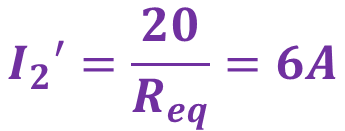 I₂′ = 20/R_eq = 6A